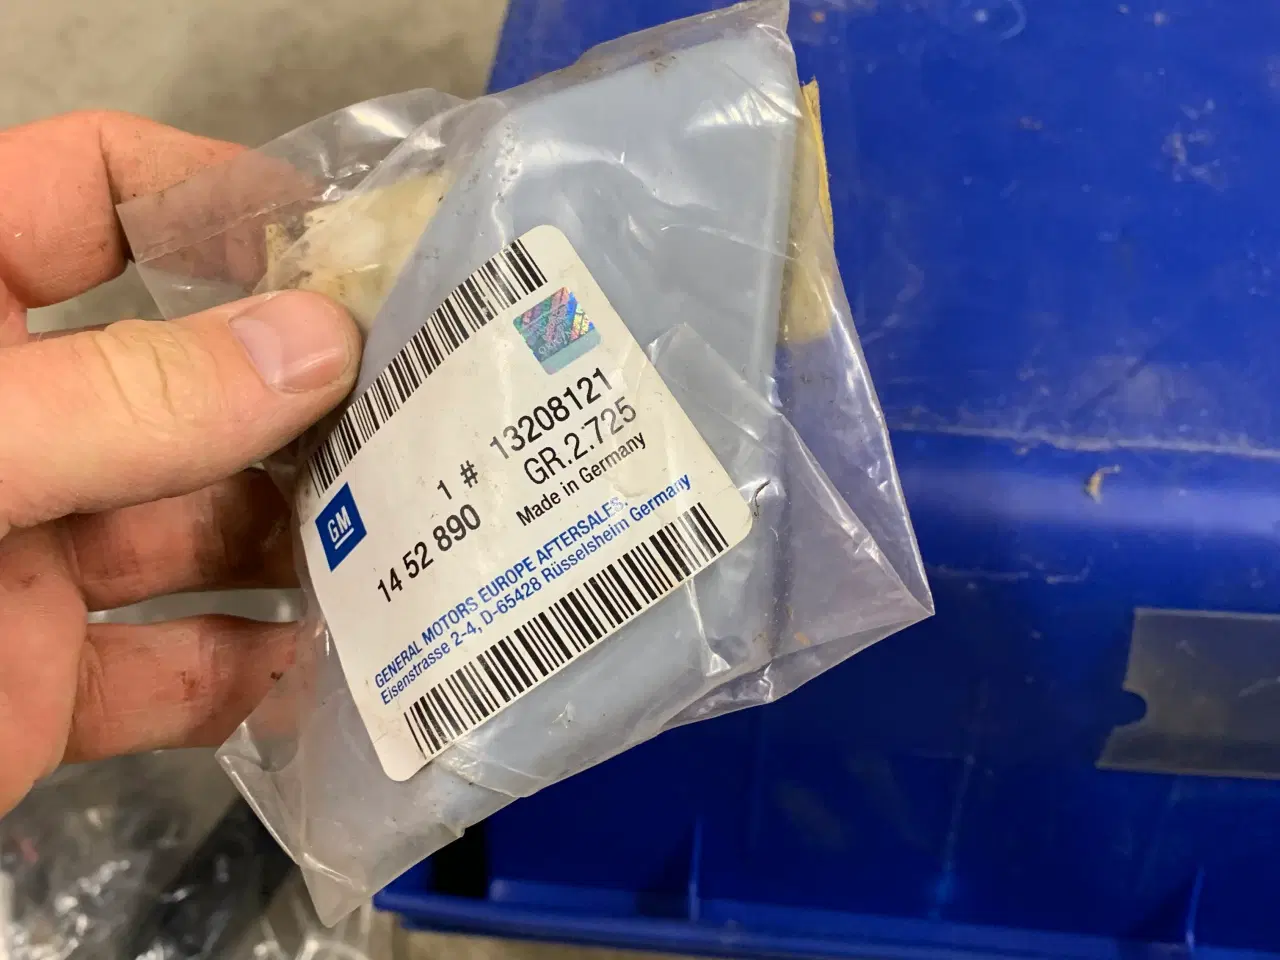 1 # 13208121
GR.2.725
14 52 890
Made in Germany
GM
GENERAL MOTORS EUROPE AFTERSALES.
Eisenstrasse 2-4, D-65428 Rüsselsheim Germany